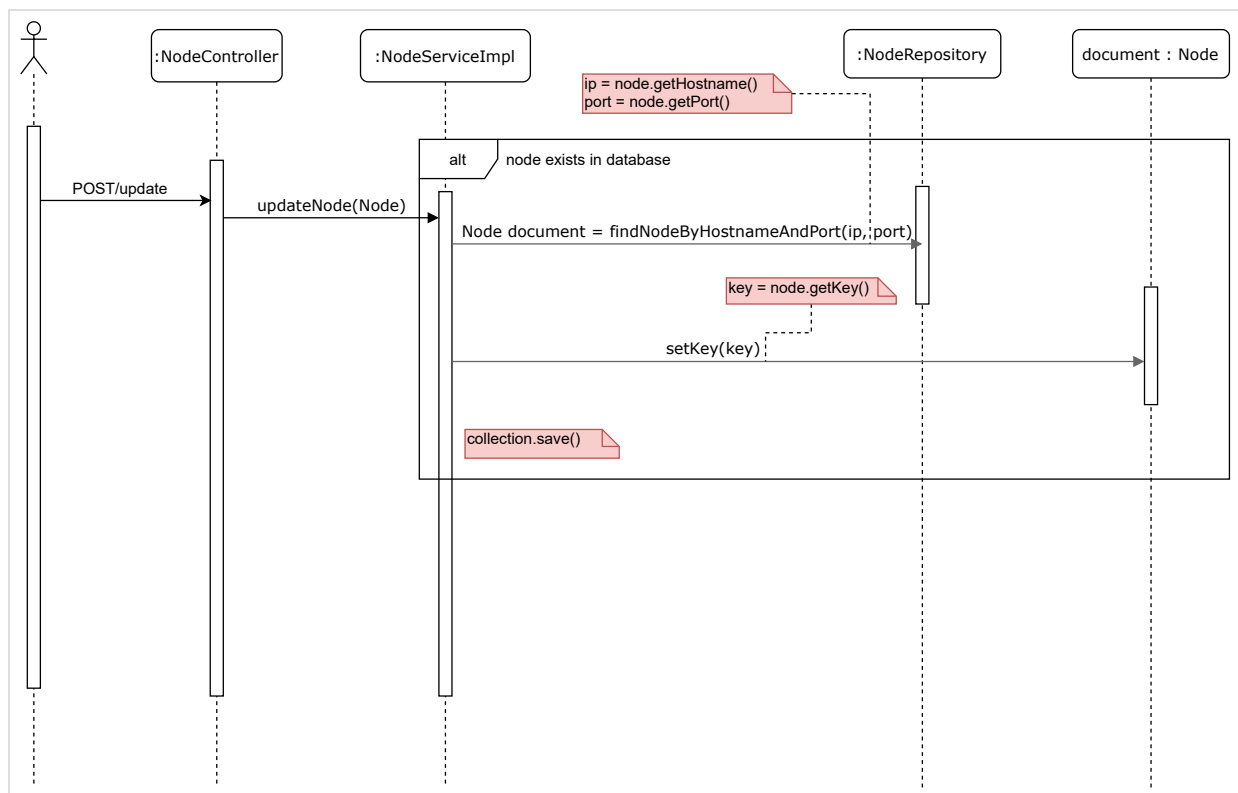 :NodeController
:NodeServiceImpl
:NodeRepository
document : Node
ip = node.getHostname()
port = node.getPort()
alt
node exists in database
POST/update
updateNode(Node)
Node document = findNodeByHostnameAndPort(ip, port)
key = node.getKey()
setKey(key)
collection.save()